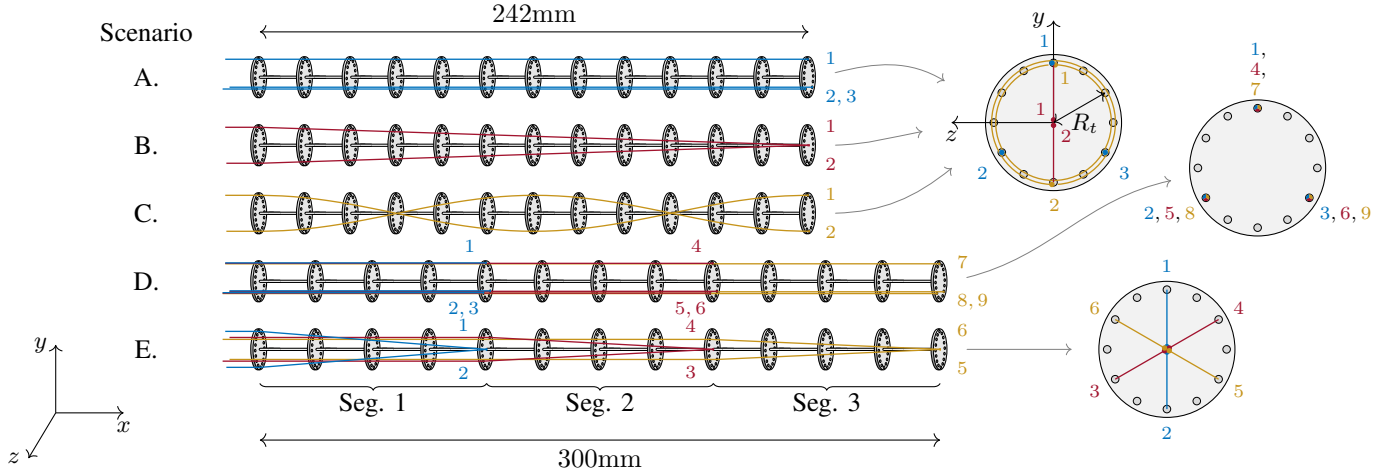 242mm
Scenario
A.
1
2, 3
B.
1
2
C.
1
2
D.
1
4
7
2, 3
5, 6
8, 9
E.
1
4
6
2
3
5
Seg. 1
Seg. 2
Seg. 3
300mm
y
x
z
y
1
1
1
R_t
z
2
2
3
2
1,
4,
7
2, 5, 8
3, 6, 9
1
6
4
3
5
2